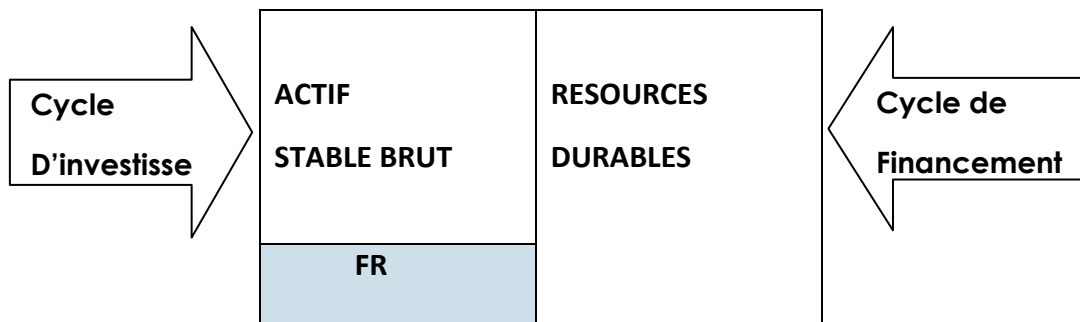 Cycle
D'investisse
ACTIF
STABLE BRUT
FR
RESOURCES
DURABLES
Cycle de
Financement